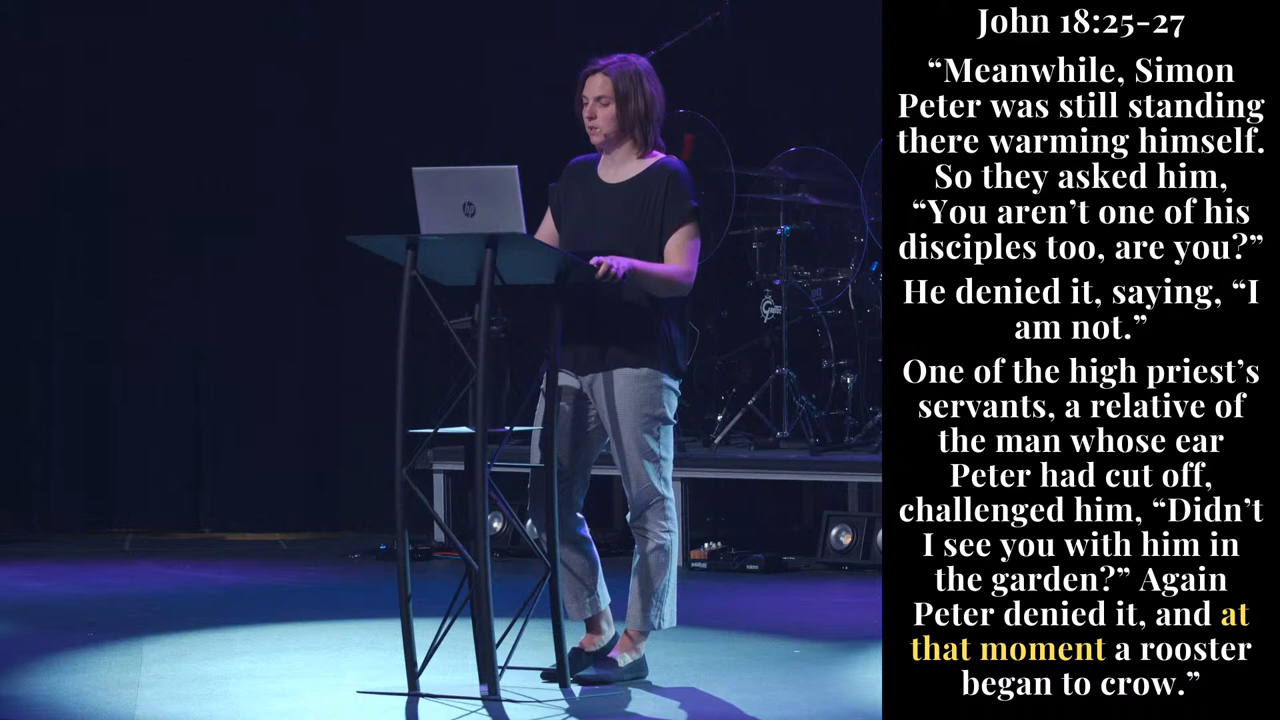 John 18:25-27
“Meanwhile, Simon
Peter was still standing
there warming himself.
So they asked him,
“You aren’t one of his
disciples too, are you?”
He denied it, saying, “I
am not.”
One of the high priest’s
servants, a relative of
the man whose ear
Peter had cut off,
challenged him, “Didn’t
I see you with him in
the garden?” Again
Peter denied it, and at
that moment a rooster
began to crow.”
hp